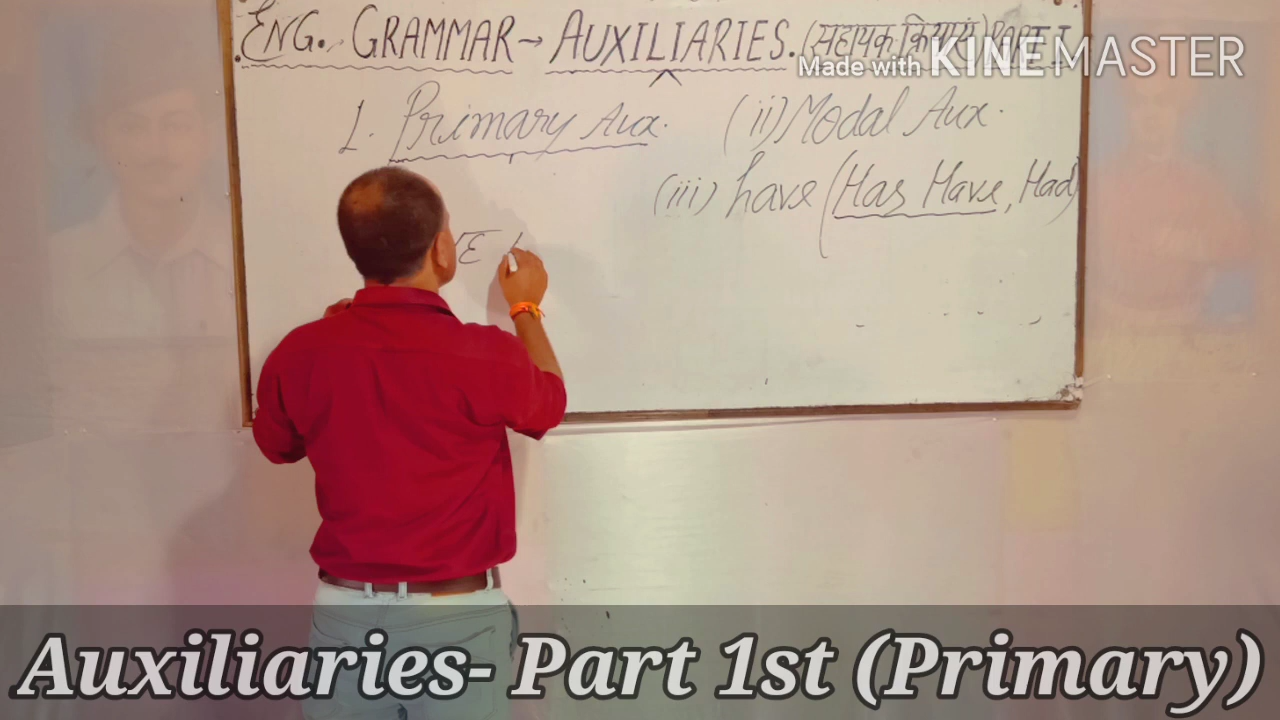 ENG. GRAMMAR → AUXILIARIES. (सहायक क्रियाएं) PART I
Made with KINEMASTER
1. Primary Aux. (ii) Modal Aux.
(iii) have (Has Have, Had)
Auxiliaries- Part 1st (Primary)